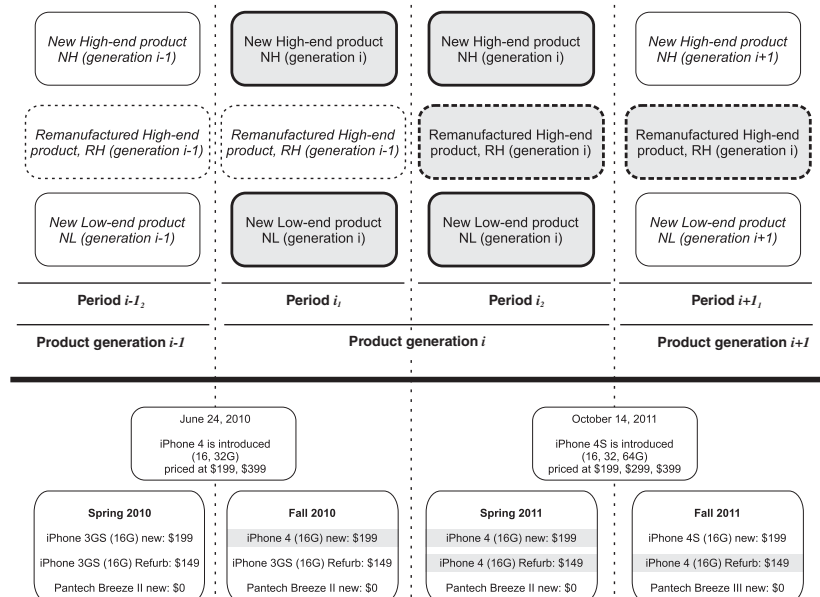 New High-end product
NH (generation i-1)
New High-end product
NH (generation i)
New High-end product
NH (generation i)
New High-end product
NH (generation i+1)
Remanufactured High-end
product, RH (generation i-1)
Remanufactured High-end
product, RH (generation i-1)
Remanufactured High-end
product, RH (generation i)
Remanufactured High-end
product, RH (generation i)
New Low-end product
NL (generation i-1)
New Low-end product
NL (generation i)
New Low-end product
NL (generation i)
New Low-end product
NL (generation i+1)
Period i-1₂
Period i₁
Period i₂
Period i+1₁
Product generation i-1
Product generation i
Product generation i+1
June 24, 2010
iPhone 4 is introduced
(16, 32G)
priced at $199, $399
October 14, 2011
iPhone 4S is introduced
(16, 32, 64G)
priced at $199, $299, $399
Spring 2010
iPhone 3GS (16G) new: $199
iPhone 3GS (16G) Refurb: $149
Pantech Breeze II new: $0
Fall 2010
iPhone 4 (16G) new: $199
iPhone 3GS (16G) Refurb: $149
Pantech Breeze II new: $0
Spring 2011
iPhone 4 (16G) new: $199
iPhone 4 (16G) Refurb: $149
Pantech Breeze II new: $0
Fall 2011
iPhone 4S (16G) new: $199
iPhone 4 (16G) Refurb: $149
Pantech Breeze III new: $0